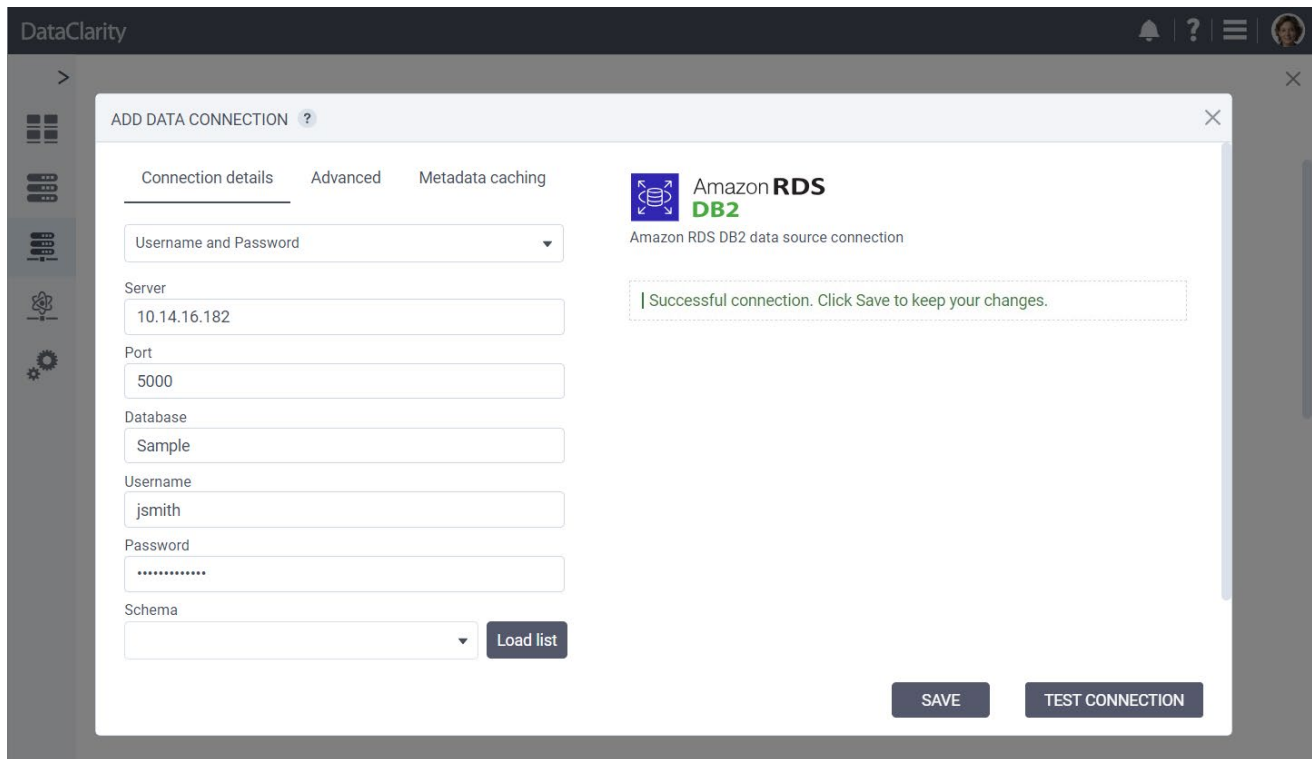 DataClarity
?
>
ADD DATA CONNECTION ?
Connection details Advanced Metadata caching
Username and Password
Server
10.14.16.182
Port
5000
Database
Sample
Username
jsmith
Password
•••••••••••••
Schema
Load list
Amazon RDS
DB2
Amazon RDS DB2 data source connection
Successful connection. Click Save to keep your changes.
SAVE TEST CONNECTION